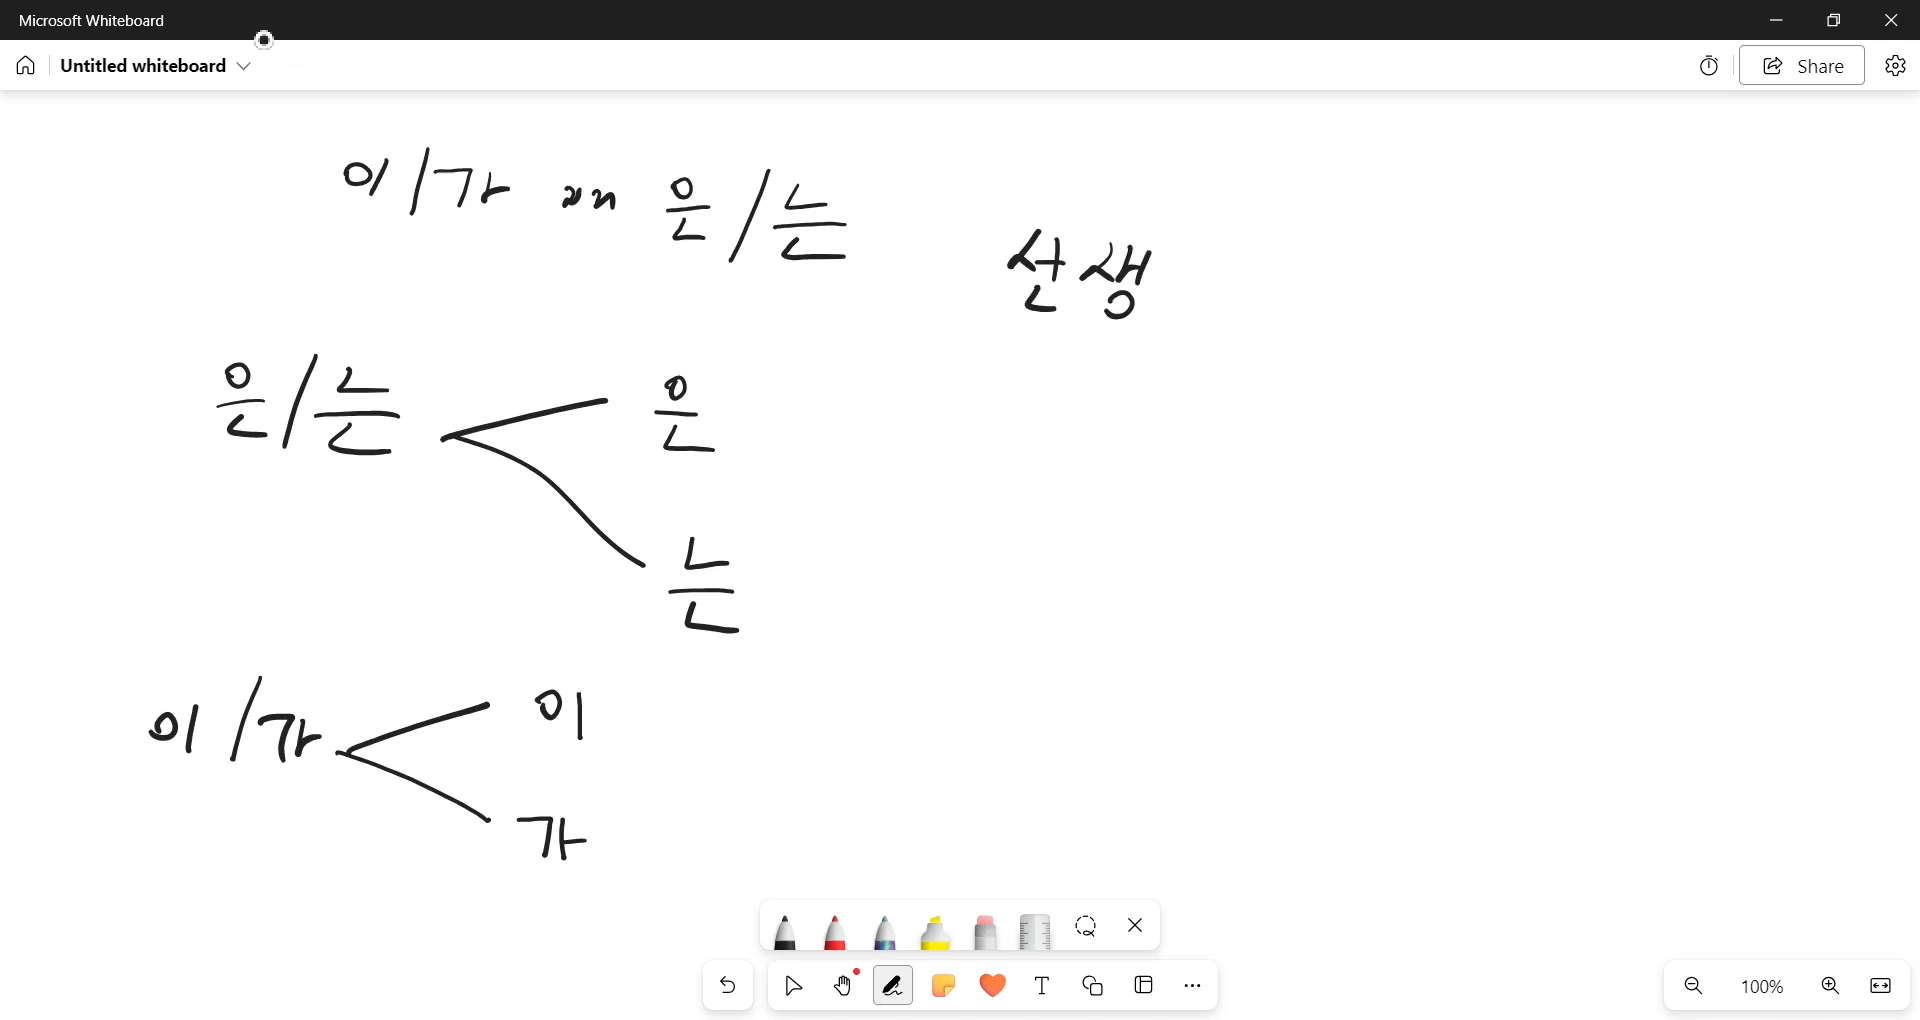 Microsoft Whiteboard
Untitled whiteboard
Share
이/가 은/는
선생
은/는
은
는
이/가
이
가
100%